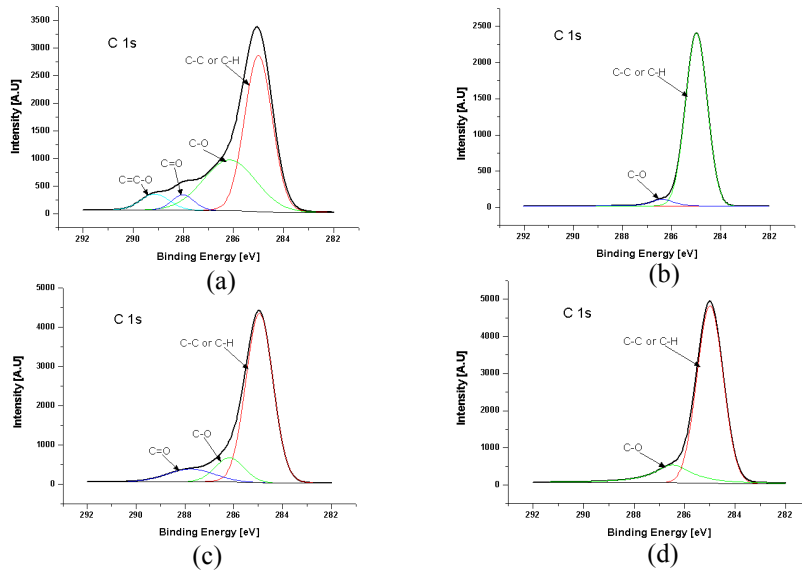 C 1s
C-C or C-H
C-O
C=O
C=C-O
Intensity [A.U]
3500
3000
2500
2000
1500
1000
500
0
292 290 288 286 284 282
Binding Energy [eV]
(a)
C 1s
C-C or C-H
C-O
Intensity [A.U]
2500
2000
1500
1000
500
0
292 290 288 286 284 282
Binding Energy [eV]
(b)
C 1s
C-C or C-H
C-O
C=O
Intensity [A.U]
5000
4000
3000
2000
1000
0
292 290 288 286 284 282
Binding Energy [eV]
(c)
C 1s
C-C or C-H
C-O
Intensity [A.U]
5000
4000
3000
2000
1000
0
292 290 288 286 284 282
Binding Energy [eV]
(d)